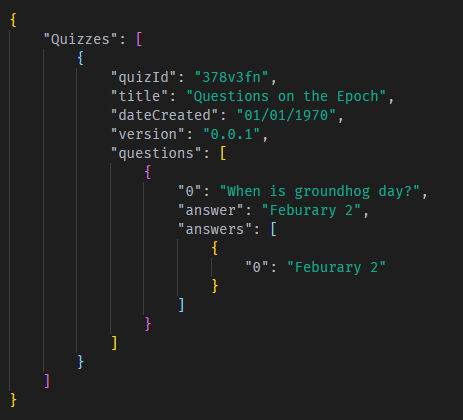 {
"Quizzes": [
{
"quizId": "378v3fn",
"title": "Questions on the Epoch",
"dateCreated": "01/01/1970",
"version": "0.0.1",
"questions": [
{
"0": "When is groundhog day?",
"answer": "Feburary 2",
"answers": [
{
"0": "Feburary 2"
}
]
}
]
}
]
}